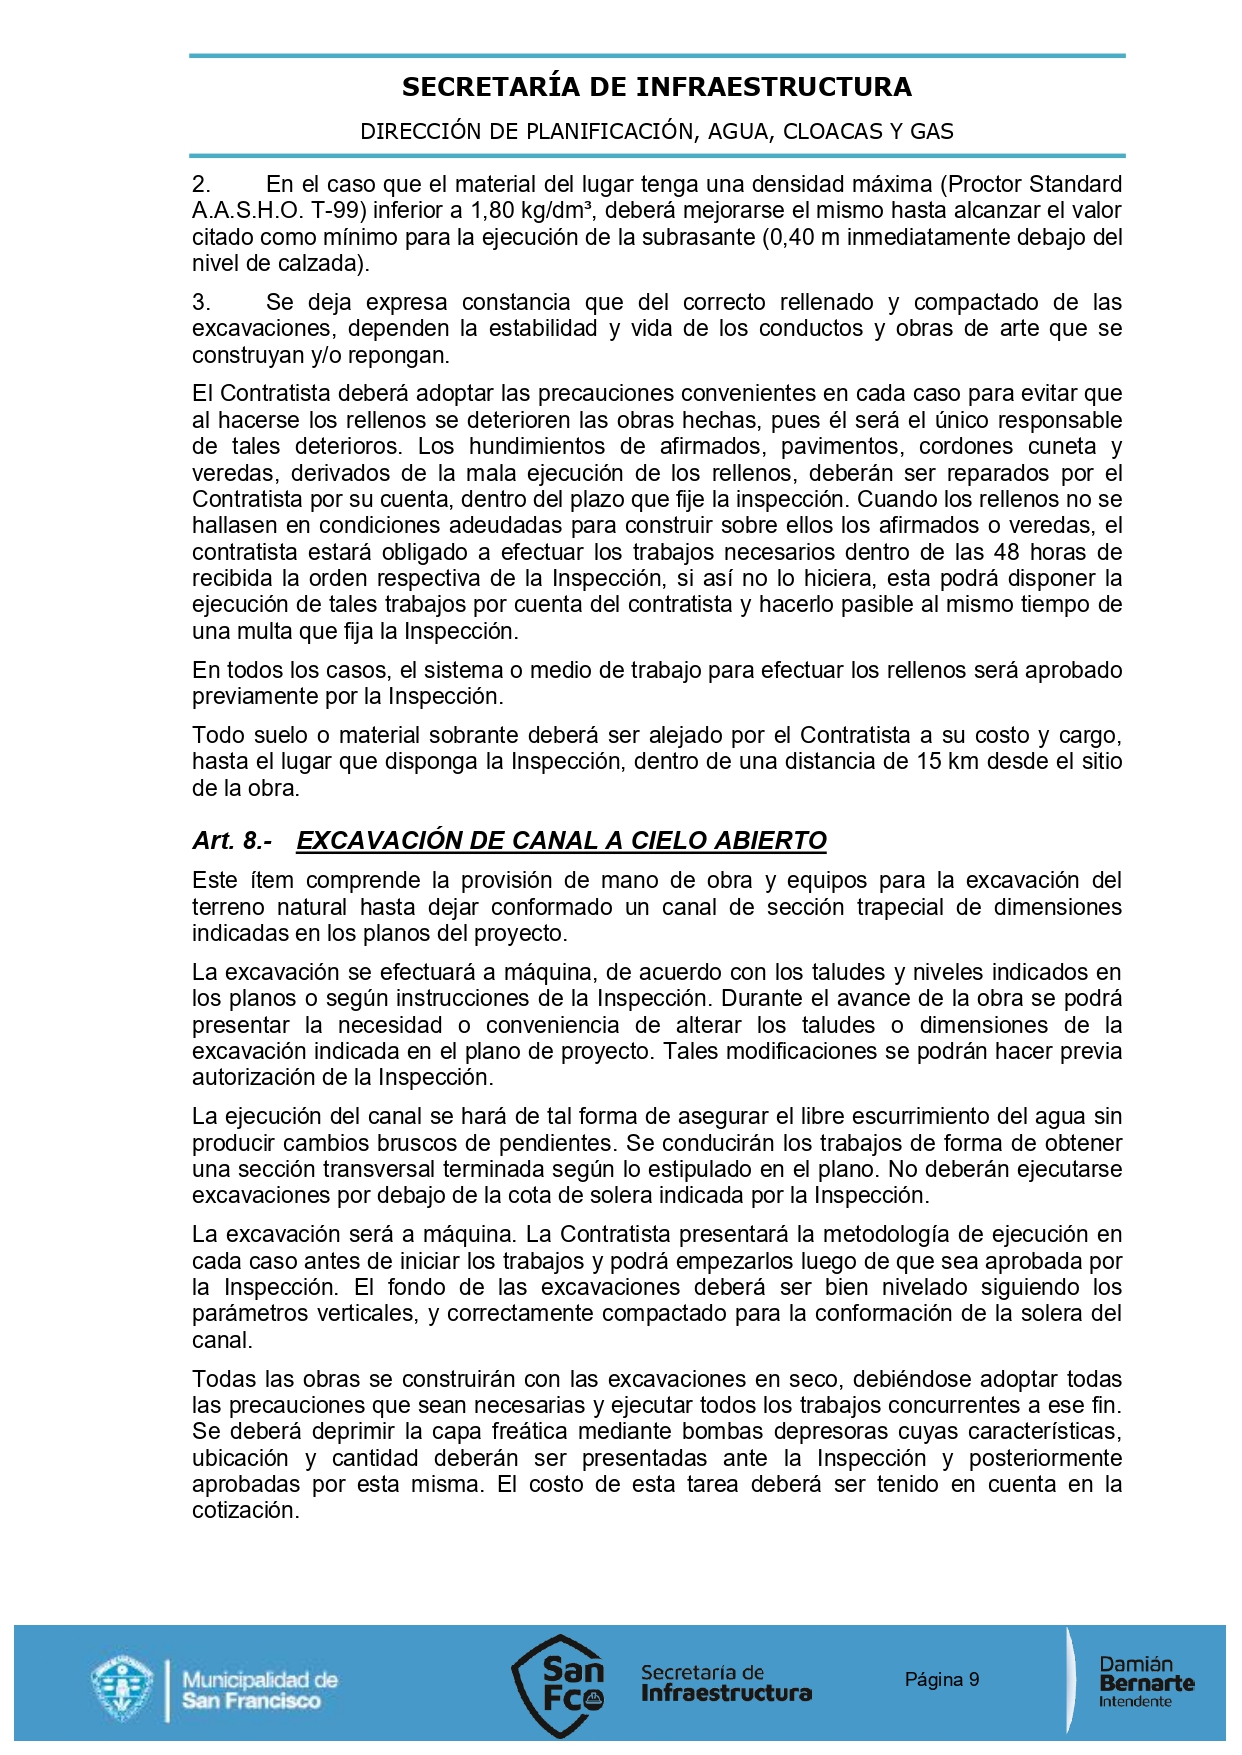 SECRETARÍA DE INFRAESTRUCTURA
DIRECCIÓN DE PLANIFICACIÓN, AGUA, CLOACAS Y GAS
2. En el caso que el material del lugar tenga una densidad máxima (Proctor Standard
A.A.S.H.O. T-99) inferior a 1,80 kg/dm³, deberá mejorarse el mismo hasta alcanzar el valor
citado como mínimo para la ejecución de la subrasante (0,40 m inmediatamente debajo del
nivel de calzada).
3. Se deja expresa constancia que del correcto rellenado y compactado de las
excavaciones, dependen la estabilidad y vida de los conductos y obras de arte que se
construyan y/o repongan.
El Contratista deberá adoptar las precauciones convenientes en cada caso para evitar que
al hacerse los rellenos se deterioren las obras hechas, pues él será el único responsable
de tales deterioros. Los hundimientos de afirmados, pavimentos, cordones cuneta y
veredas, derivados de la mala ejecución de los rellenos, deberán ser reparados por el
Contratista por su cuenta, dentro del plazo que fije la inspección. Cuando los rellenos no se
hallasen en condiciones adeudadas para construir sobre ellos los afirmados o veredas, el
contratista estará obligado a efectuar los trabajos necesarios dentro de las 48 horas de
recibida la orden respectiva de la Inspección, si así no lo hiciera, esta podrá disponer la
ejecución de tales trabajos por cuenta del contratista y hacerlo pasible al mismo tiempo de
una multa que fija la Inspección.
En todos los casos, el sistema o medio de trabajo para efectuar los rellenos será aprobado
previamente por la Inspección.
Todo suelo o material sobrante deberá ser alejado por el Contratista a su costo y cargo,
hasta el lugar que disponga la Inspección, dentro de una distancia de 15 km desde el sitio
de la obra.
Art. 8.- EXCAVACIÓN DE CANAL A CIELO ABIERTO
Este ítem comprende la provisión de mano de obra y equipos para la excavación del
terreno natural hasta dejar conformado un canal de sección trapecial de dimensiones
indicadas en los planos del proyecto.
La excavación se efectuará a máquina, de acuerdo con los taludes y niveles indicados en
los planos o según instrucciones de la Inspección. Durante el avance de la obra se podrá
presentar la necesidad o conveniencia de alterar los taludes o dimensiones de la
excavación indicada en el plano de proyecto. Tales modificaciones se podrán hacer previa
autorización de la Inspección.
La ejecución del canal se hará de tal forma de asegurar el libre escurrimiento del agua sin
producir cambios bruscos de pendientes. Se conducirán los trabajos de forma de obtener
una sección transversal terminada según lo estipulado en el plano. No deberán ejecutarse
excavaciones por debajo de la cota de solera indicada por la Inspección.
La excavación será a máquina. La Contratista presentará la metodología de ejecución en
cada caso antes de iniciar los trabajos y podrá empezarlos luego de que sea aprobada por
la Inspección. El fondo de las excavaciones deberá ser bien nivelado siguiendo los
parámetros verticales, y correctamente compactado para la conformación de la solera del
canal.
Todas las obras se construirán con las excavaciones en seco, debiéndose adoptar todas
las precauciones que sean necesarias y ejecutar todos los trabajos concurrentes a ese fin.
Se deberá deprimir la capa freática mediante bombas depresoras cuyas características,
ubicación y cantidad deberán ser presentadas ante la Inspección y posteriormente
aprobadas por esta misma. El costo de esta tarea deberá ser tenido en cuenta en la
cotización.
Municipalidad de
San Francisco
San
Fco
Secretaría de
Infraestructura
Página 9
Damián
Bernarte
Intendente